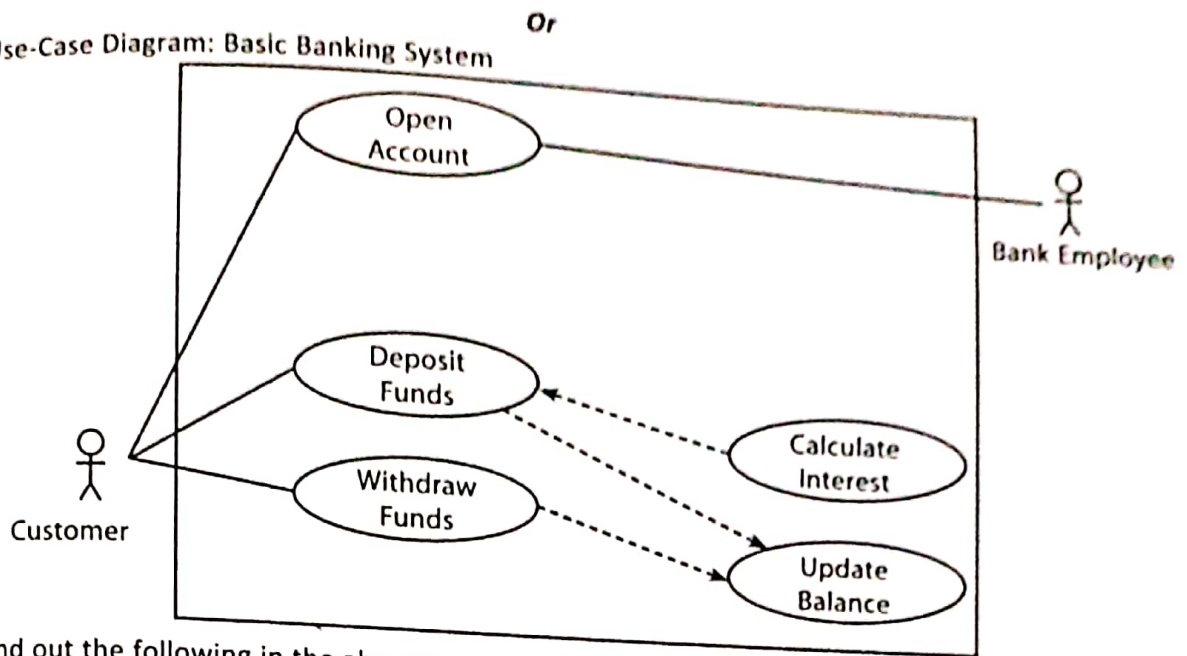 Or
se-Case Diagram: Basic Banking System
Open
Account
Bank Employee
Deposit
Funds
Calculate
Interest
Withdraw
Funds
Customer
Update
Balance
nd out the following in the